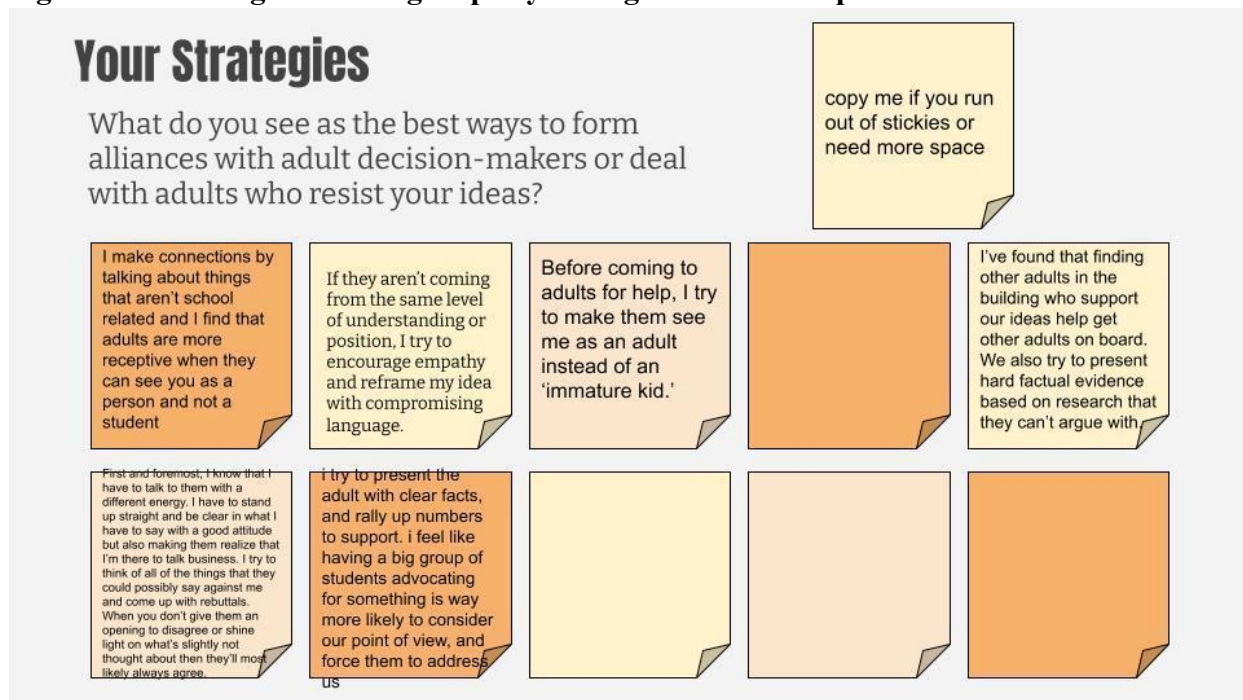 Your Strategies
What do you see as the best ways to form
alliances with adult decision-makers or deal
with adults who resist your ideas?
copy me if you run
out of stickies or
need more space
I make connections by
talking about things
that aren't school
related and I find that
adults are more
receptive when they
can see you as a
person and not a
student
If they aren't coming
from the same level
of understanding or
position, I try to
encourage empathy
and reframe my idea
with compromising
language.
Before coming to
adults for help, I try
to make them see
me as an adult
instead of an
'immature kid.'
I've found that finding
other adults in the
building who support
our ideas help get
other adults on board.
We also try to present
hard factual evidence
based on research that
they can't argue with.
First and foremost, I know that I
have to talk to them with a
different energy. I have to stand
up straight and be clear in what I
have to say with a good attitude
but also making them realize that
I'm there to talk business. I try to
think of all of the things that they
could possibly say against me
and come up with rebuttals.
When you don't give them an
opening to disagree or shine
light on what's slightly not
thought about then they'll most
likely always agree.
i try to present the
adult with clear facts,
and rally up numbers
to support. i feel like
having a big group of
students advocating
for something is way
more likely to consider
our point of view, and
force them to address
us